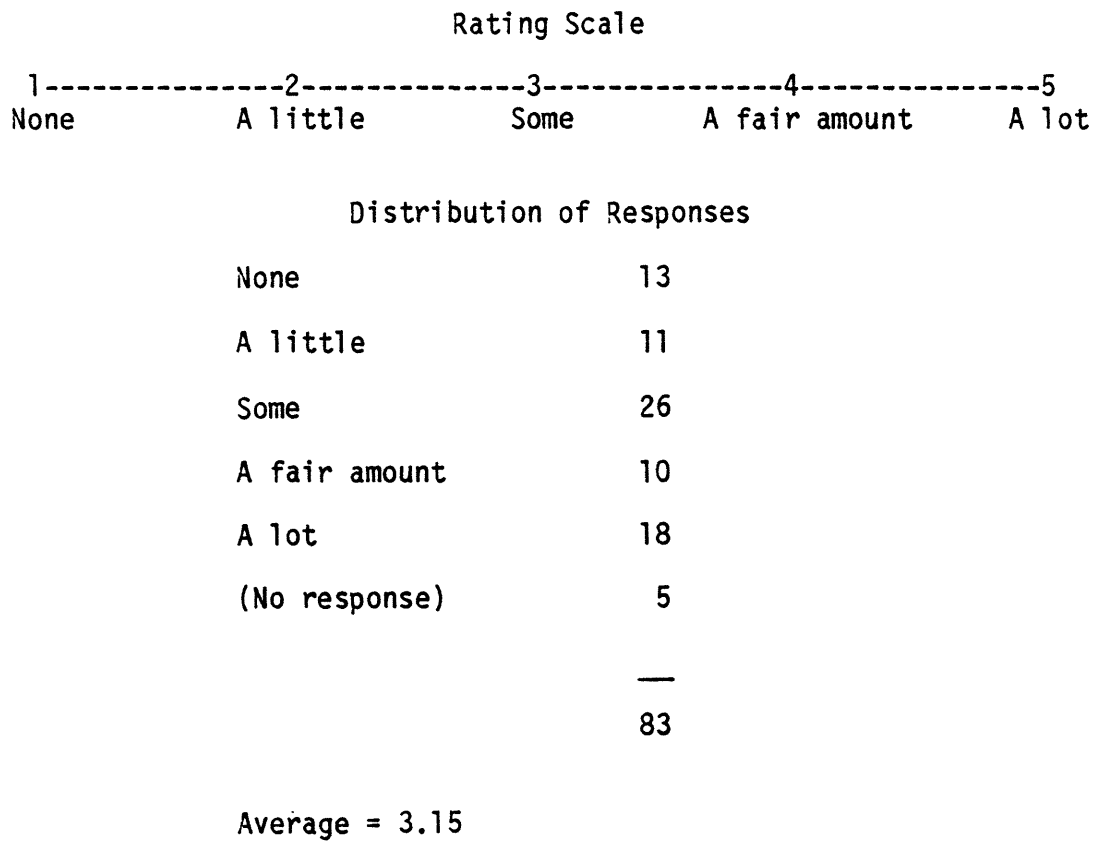 Rating Scale
1---------------2--------------3---------------4---------------5
None A little Some A fair amount A lot
Distribution of Responses
None 13
A little 11
Some 26
A fair amount 10
A lot 18
(No response) 5
83
Average = 3.15